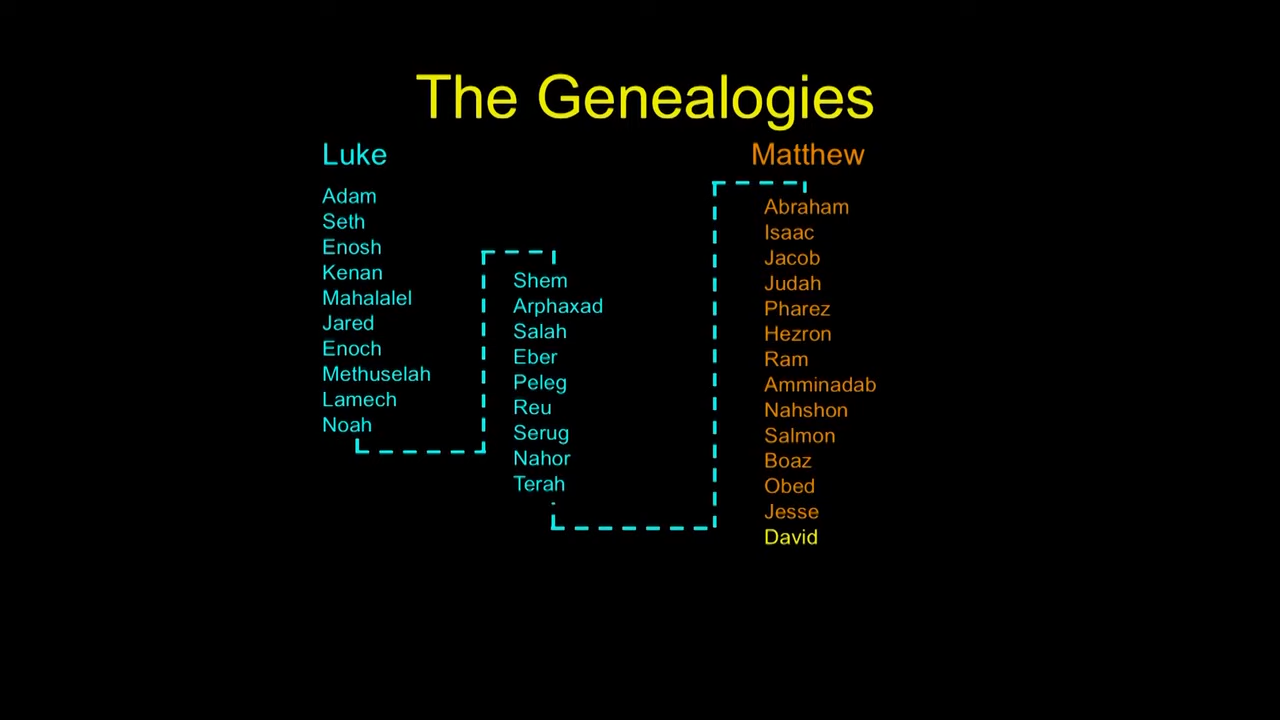 The Genealogies
Luke
Adam
Seth
Enosh
Kenan
Mahalalel
Jared
Enoch
Methuselah
Lamech
Noah
Shem
Arphaxad
Salah
Eber
Peleg
Reu
Serug
Nahor
Terah
Matthew
Abraham
Isaac
Jacob
Judah
Pharez
Hezron
Ram
Amminadab
Nahshon
Salmon
Boaz
Obed
Jesse
David